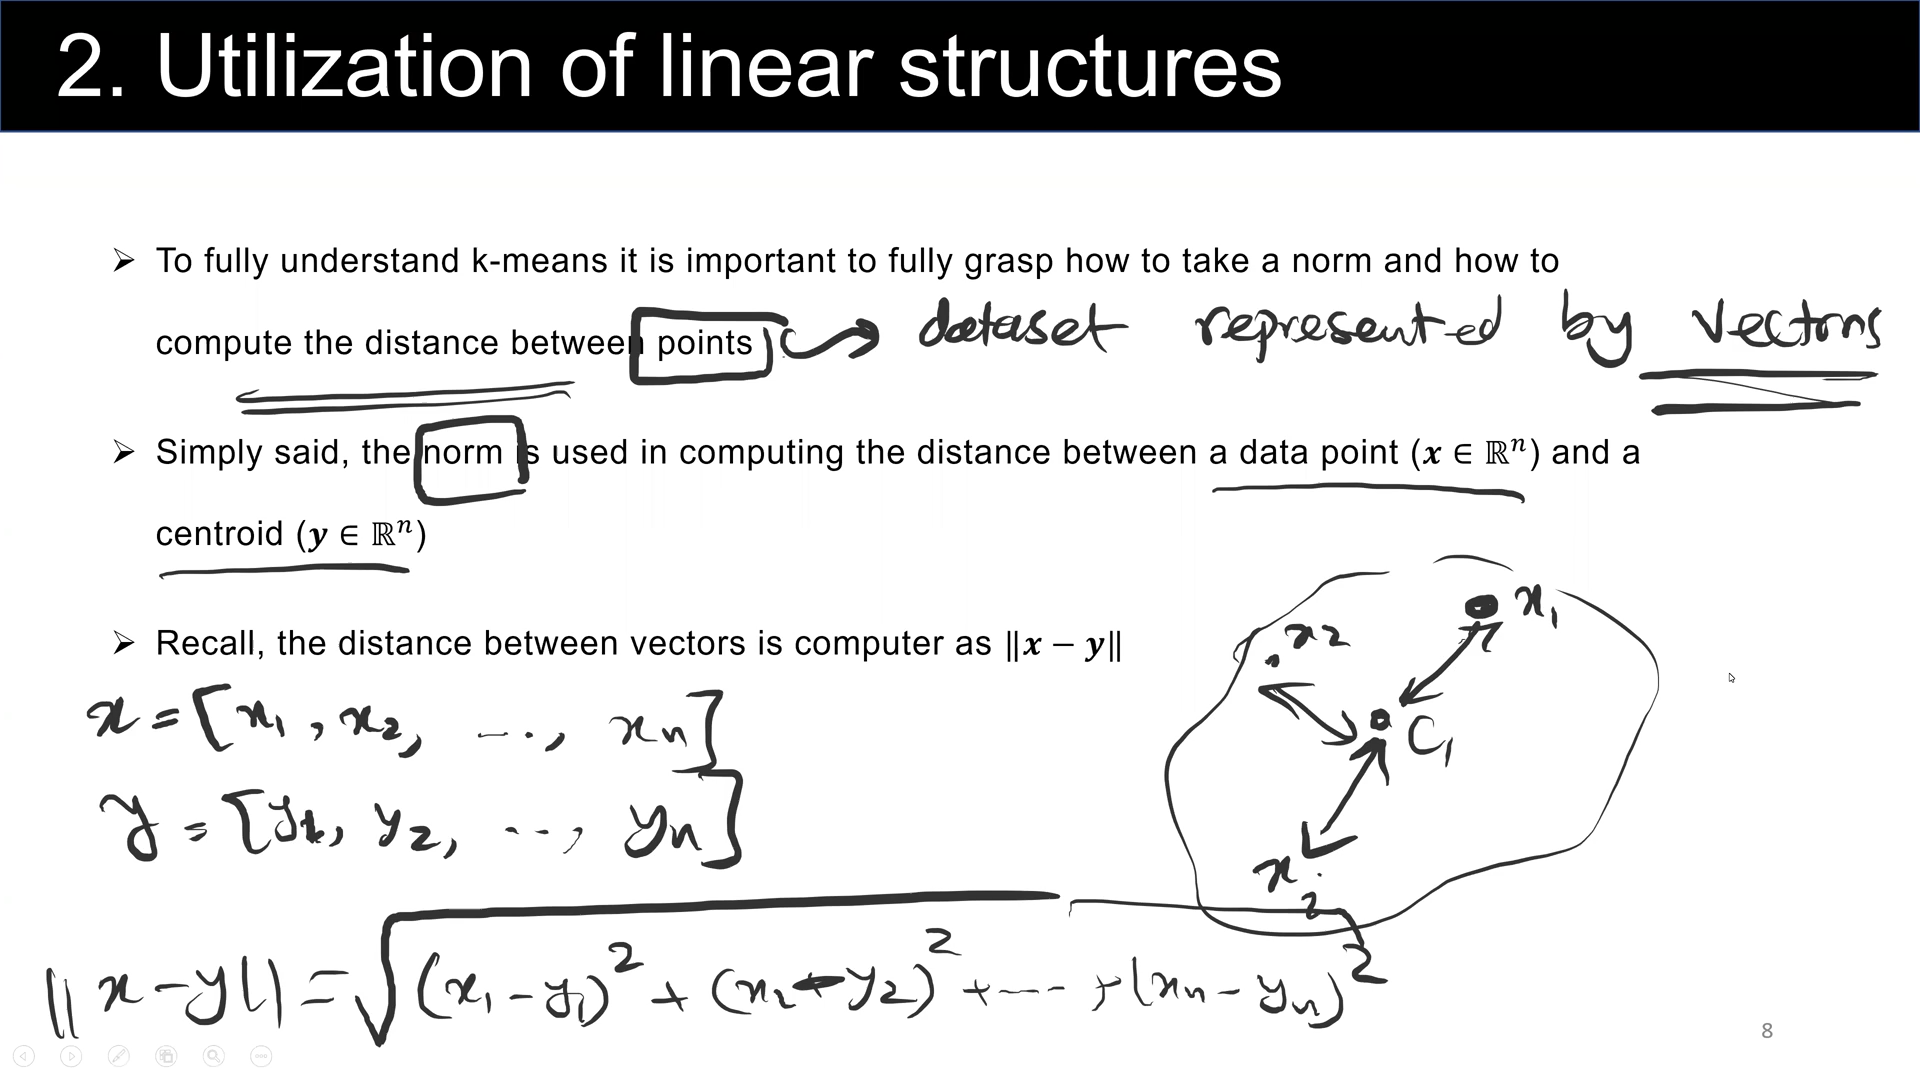 2. Utilization of linear structures
➢ To fully understand k-means it is important to fully grasp how to take a norm and how to
compute the distance between points
dataset represented by vectors
➢ Simply said, the norm is used in computing the distance between a data point (x ∈ ℝⁿ) and a
centroid (y ∈ ℝⁿ)
➢ Recall, the distance between vectors is computer as ‖x − y‖
x₁
x₂
C₁
x₂
x = [x₁, x₂, ..., xₙ]
y = [y₁, y₂, ..., yₙ]
||x-y|| = √(x₁-y₁)² + (x₂-y₂)² + --- + (xₙ-yₙ)²
8